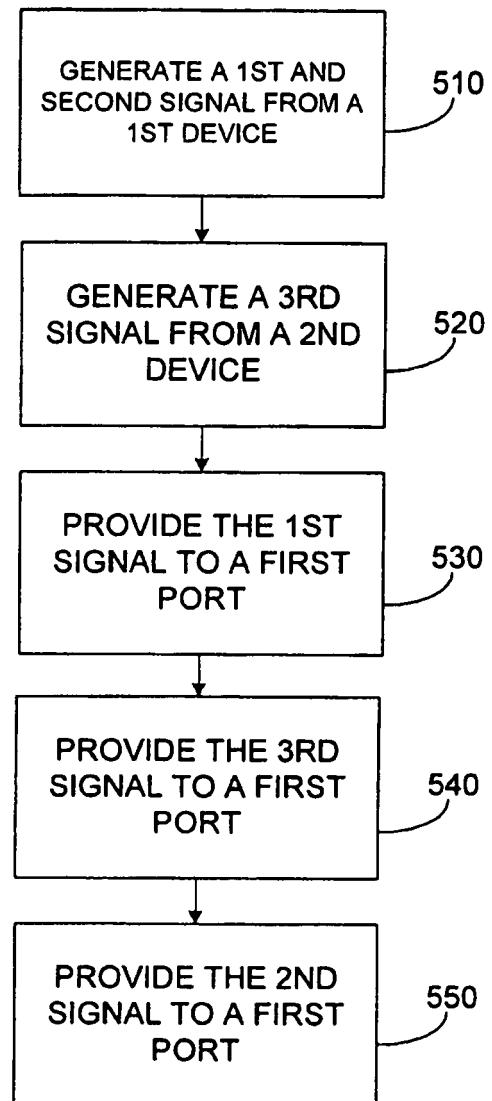 GENERATE A 1ST AND
SECOND SIGNAL FROM A
1ST DEVICE
510
GENERATE A 3RD
SIGNAL FROM A 2ND
DEVICE
520
PROVIDE THE 1ST
SIGNAL TO A FIRST
PORT
530
PROVIDE THE 3RD
SIGNAL TO A FIRST
PORT
540
PROVIDE THE 2ND
SIGNAL TO A FIRST
PORT
550